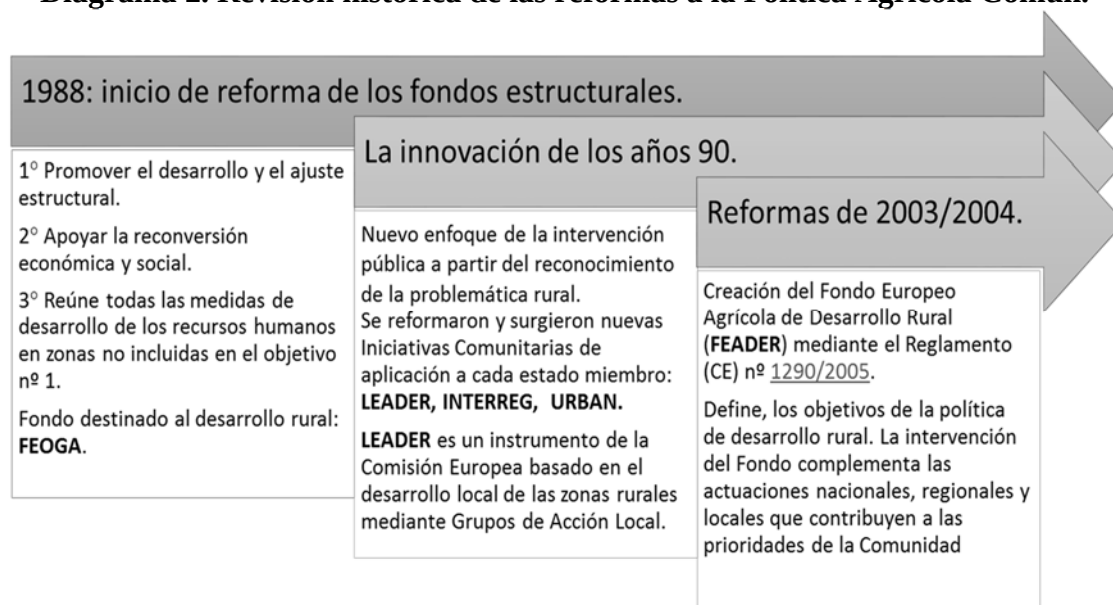 Diagrama 2. Revisión histórica de las reformas a la Política Agrícola Común.
1988: inicio de reforma de los fondos estructurales.
1º Promover el desarrollo y el ajuste
estructural.
2º Apoyar la reconversión
económica y social.
3º Reúne todas las medidas de
desarrollo de los recursos humanos
en zonas no incluidas en el objetivo
nº 1.
Fondo destinado al desarrollo rural:
FEOGA.
La innovación de los años 90.
Nuevo enfoque de la intervención
pública a partir del reconocimiento
de la problemática rural.
Se reformaron y surgieron nuevas
Iniciativas Comunitarias de
aplicación a cada estado miembro:
LEADER, INTERREG, URBAN.
LEADER es un instrumento de la
Comisión Europea basado en el
desarrollo local de las zonas rurales
mediante Grupos de Acción Local.
Reformas de 2003/2004.
Creación del Fondo Europeo
Agrícola de Desarrollo Rural
(FEADER) mediante el Reglamento
(CE) nº 1290/2005.
Define, los objetivos de la política
de desarrollo rural. La intervención
del Fondo complementa las
actuaciones nacionales, regionales y
locales que contribuyen a las
prioridades de la Comunidad